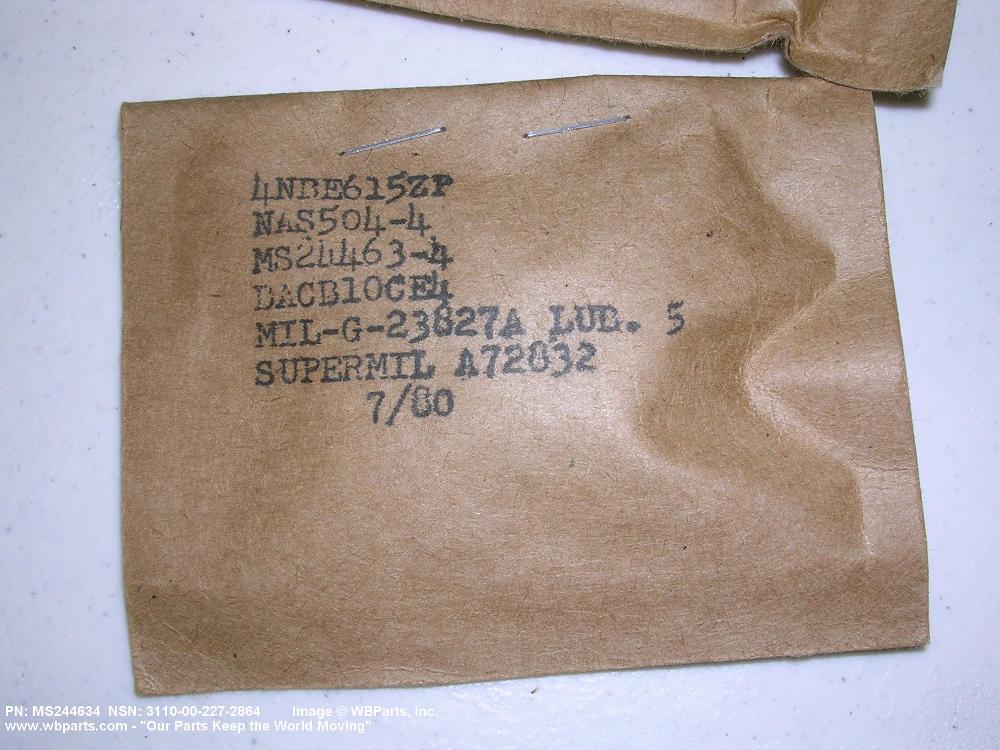 4NBE615ZP
NAS504-4
MS24463-4
BACB10CE4
MIL-G-23827A LUB. 5
SUPERMIL A72832
7/80
PN: MS244634 NSN: 3110-00-227-2864 Image © WBParts, Inc.
www.wbparts.com - "Our Parts Keep the World Moving"